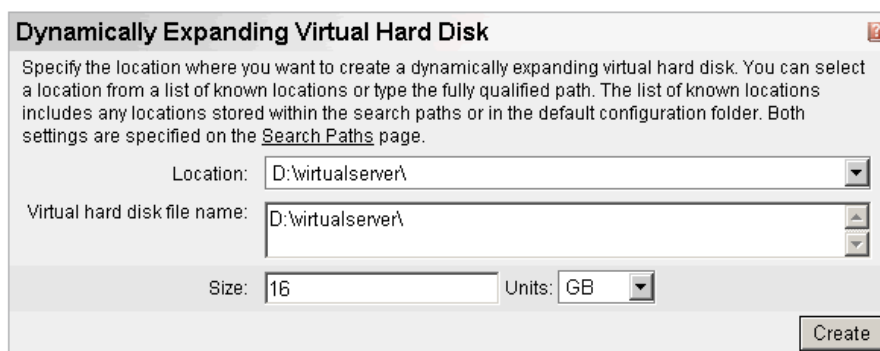 Dynamically Expanding Virtual Hard Disk
Specify the location where you want to create a dynamically expanding virtual hard disk. You can select
a location from a list of known locations or type the fully qualified path. The list of known locations
includes any locations stored within the search paths or in the default configuration folder. Both
settings are specified on the Search Paths page.
Location: D:\virtualserver\
Virtual hard disk file name: D:\virtualserver\
Size: 16 Units: GB
Create